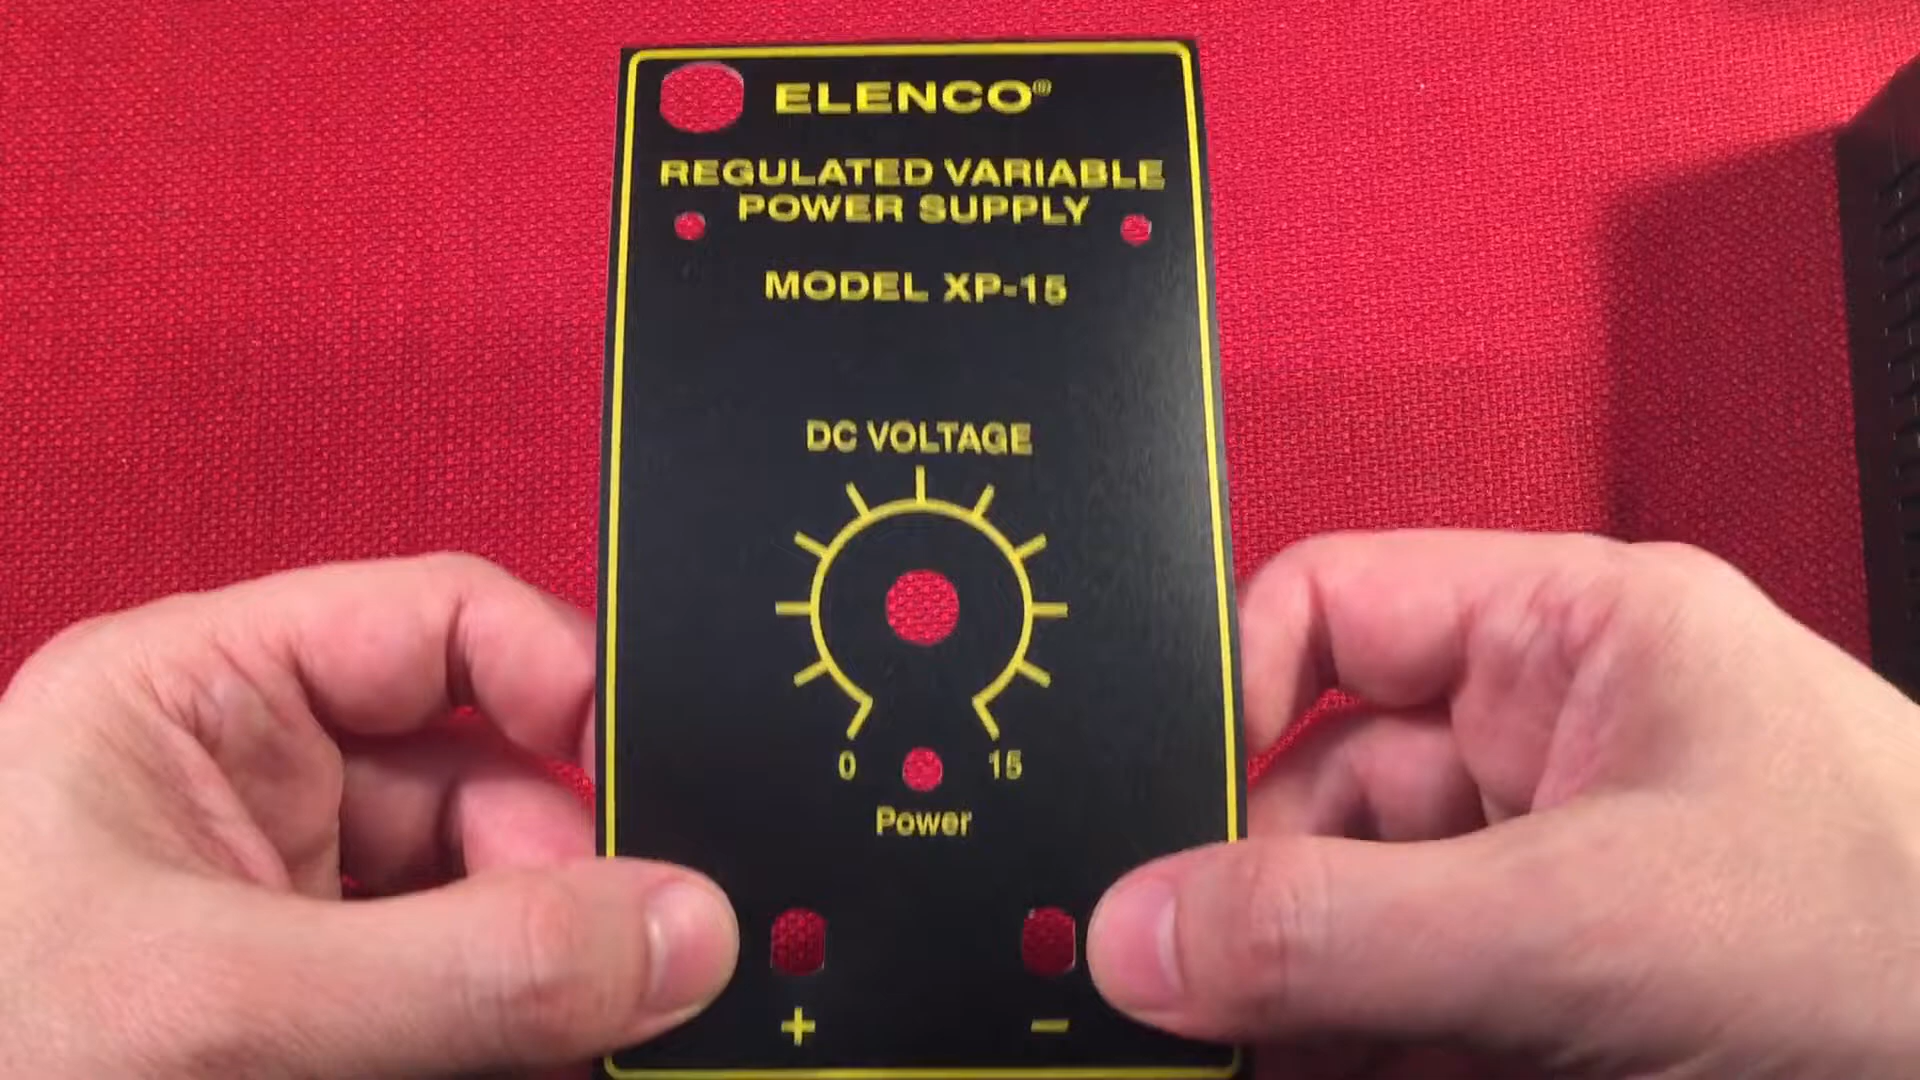 ELENCO®
REGULATED VARIABLE
POWER SUPPLY
MODEL XP-15
DC VOLTAGE
0 15
Power
+ −